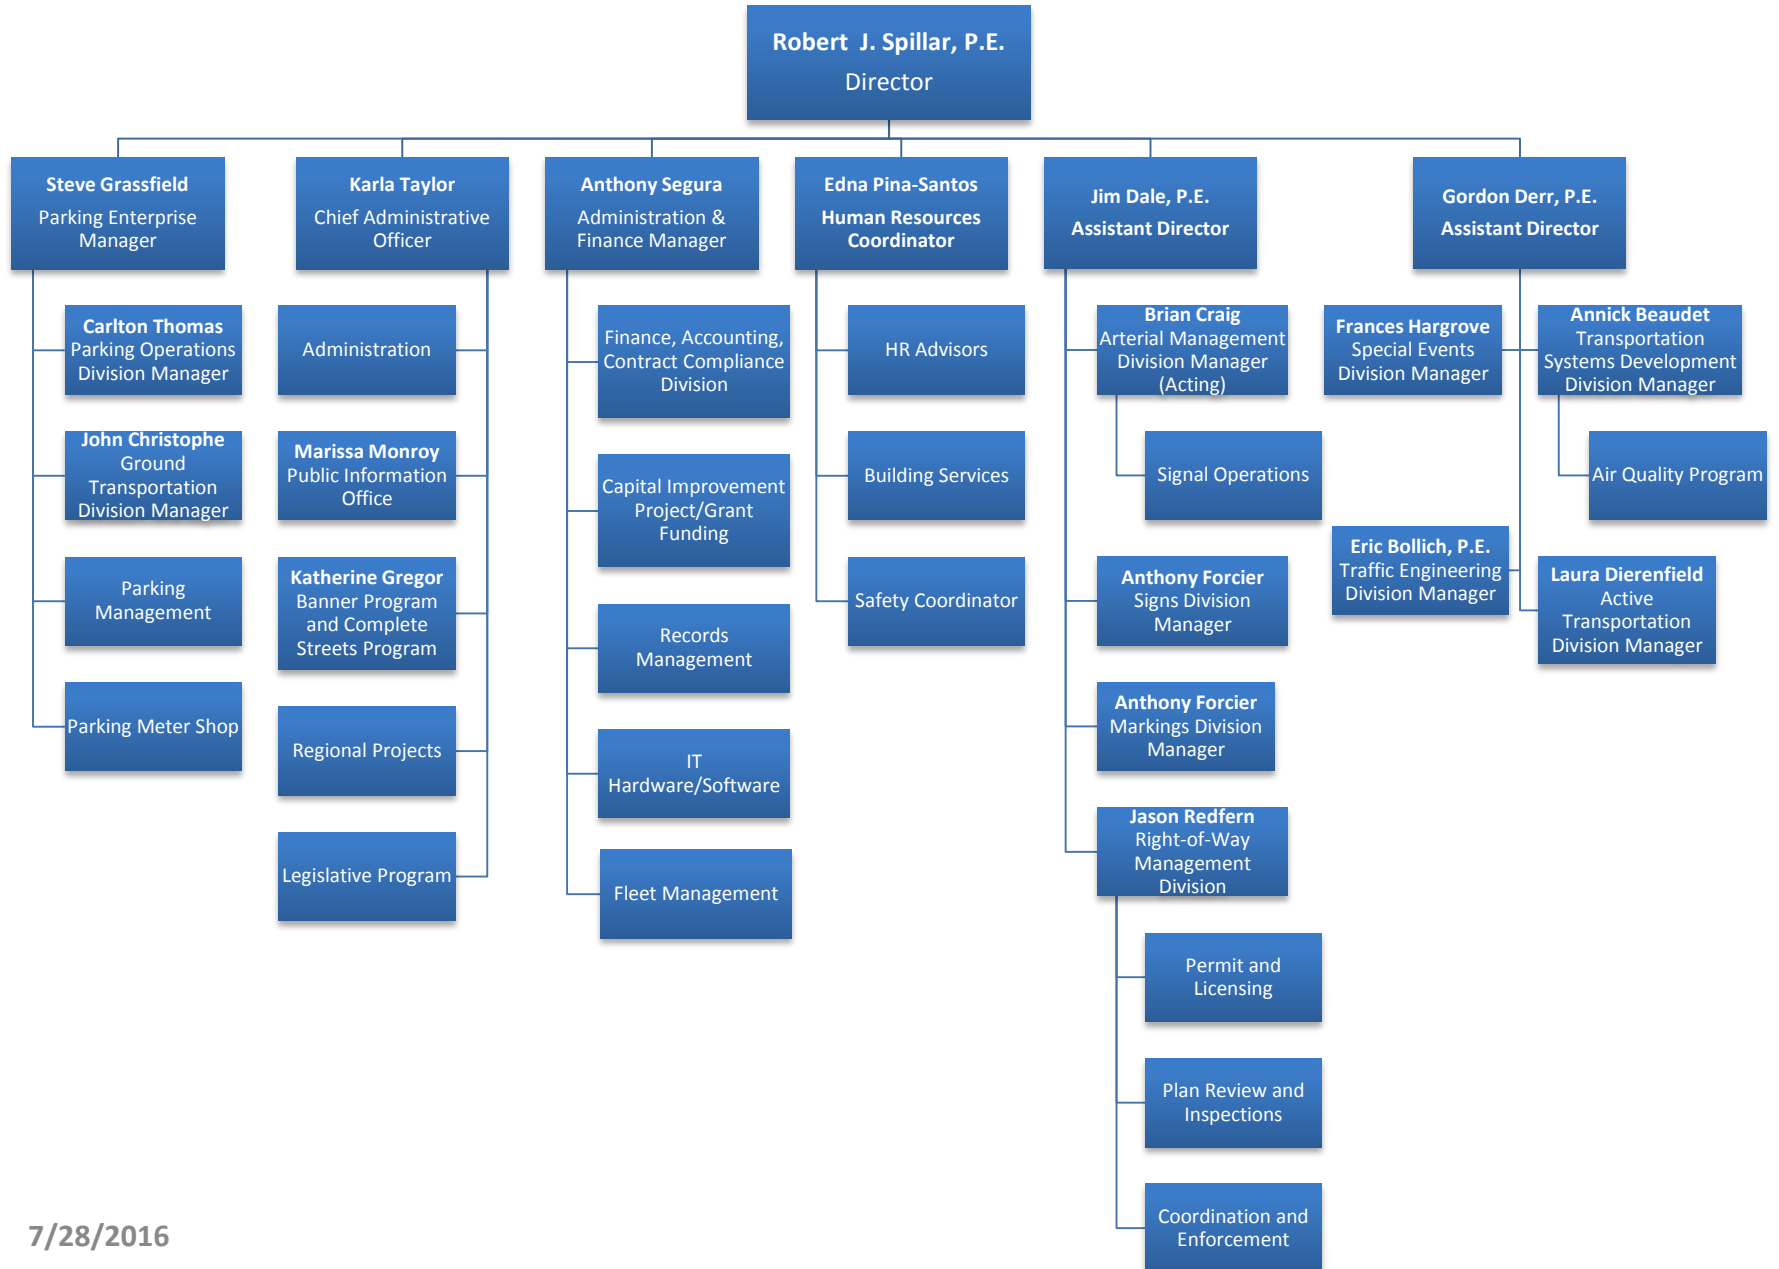 Robert J. Spillar, P.E.
Director
Steve Grassfield
Parking Enterprise
Manager
Carlton Thomas
Parking Operations
Division Manager
John Christophe
Ground
Transportation
Division Manager
Parking
Management
Parking Meter Shop
Karla Taylor
Chief Administrative
Officer
Administration
Marissa Monroy
Public Information
Office
Katherine Gregor
Banner Program
and Complete
Streets Program
Regional Projects
Legislative Program
Anthony Segura
Administration &
Finance Manager
Finance, Accounting,
Contract Compliance
Division
Capital Improvement
Project/Grant
Funding
Records
Management
IT
Hardware/Software
Fleet Management
Edna Pina-Santos
Human Resources
Coordinator
HR Advisors
Building Services
Safety Coordinator
Jim Dale, P.E.
Assistant Director
Brian Craig
Arterial Management
Division Manager
(Acting)
Signal Operations
Anthony Forcier
Signs Division
Manager
Anthony Forcier
Markings Division
Manager
Jason Redfern
Right-of-Way
Management
Division
Permit and
Licensing
Plan Review and
Inspections
Coordination and
Enforcement
Gordon Derr, P.E.
Assistant Director
Frances Hargrove
Special Events
Division Manager
Annick Beaudet
Transportation
Systems Development
Division Manager
Air Quality Program
Eric Bollich, P.E.
Traffic Engineering
Division Manager
Laura Dierenfield
Active
Transportation
Division Manager
7/28/2016